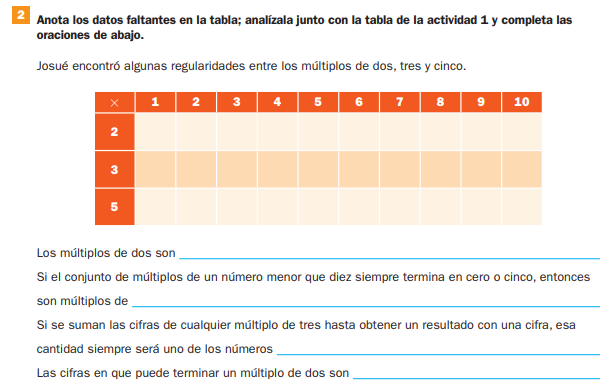 2 Anota los datos faltantes en la tabla; analízala junto con la tabla de la actividad 1 y completa las
oraciones de abajo.
Josué encontró algunas regularidades entre los múltiplos de dos, tres y cinco.
× 1 2 3 4 5 6 7 8 9 10
2
3
5
Los múltiplos de dos son
Si el conjunto de múltiplos de un número menor que diez siempre termina en cero o cinco, entonces
son múltiplos de
Si se suman las cifras de cualquier múltiplo de tres hasta obtener un resultado con una cifra, esa
cantidad siempre será uno de los números
Las cifras en que puede terminar un múltiplo de dos son